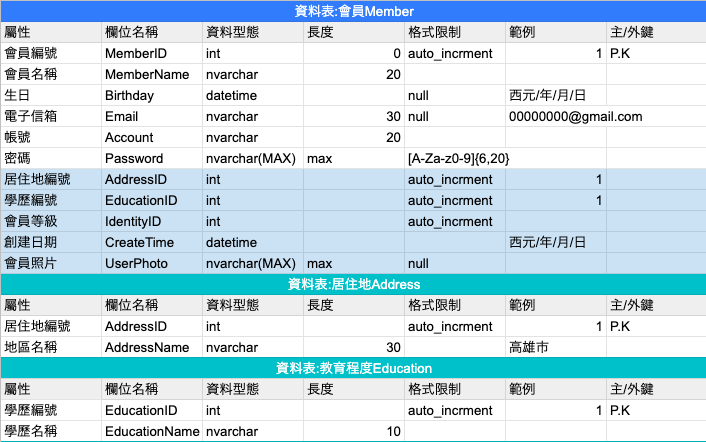 資料表:會員Member
屬性 欄位名稱 資料型態 長度 格式限制 範例 主/外鍵
會員編號 MemberID int 0 auto_incrment 1 P.K
會員名稱 MemberName nvarchar 20
生日 Birthday datetime null 西元/年/月/日
電子信箱 Email nvarchar 30 null 00000000@gmail.com
帳號 Account nvarchar 20
密碼 Password nvarchar(MAX) max [A-Za-z0-9]{6,20}
居住地編號 AddressID int auto_incrment 1
學歷編號 EducationID int auto_incrment 1
會員等級 IdentityID int auto_incrment
創建日期 CreateTime datetime 西元/年/月/日
會員照片 UserPhoto nvarchar(MAX) max null
資料表:居住地Address
屬性 欄位名稱 資料型態 長度 格式限制 範例 主/外鍵
居住地編號 AddressID int auto_incrment 1 P.K
地區名稱 AddressName nvarchar 30 高雄市
資料表:教育程度Education
屬性 欄位名稱 資料型態 長度 格式限制 範例 主/外鍵
學歷編號 EducationID int auto_incrment 1 P.K
學歷名稱 EducationName nvarchar 10